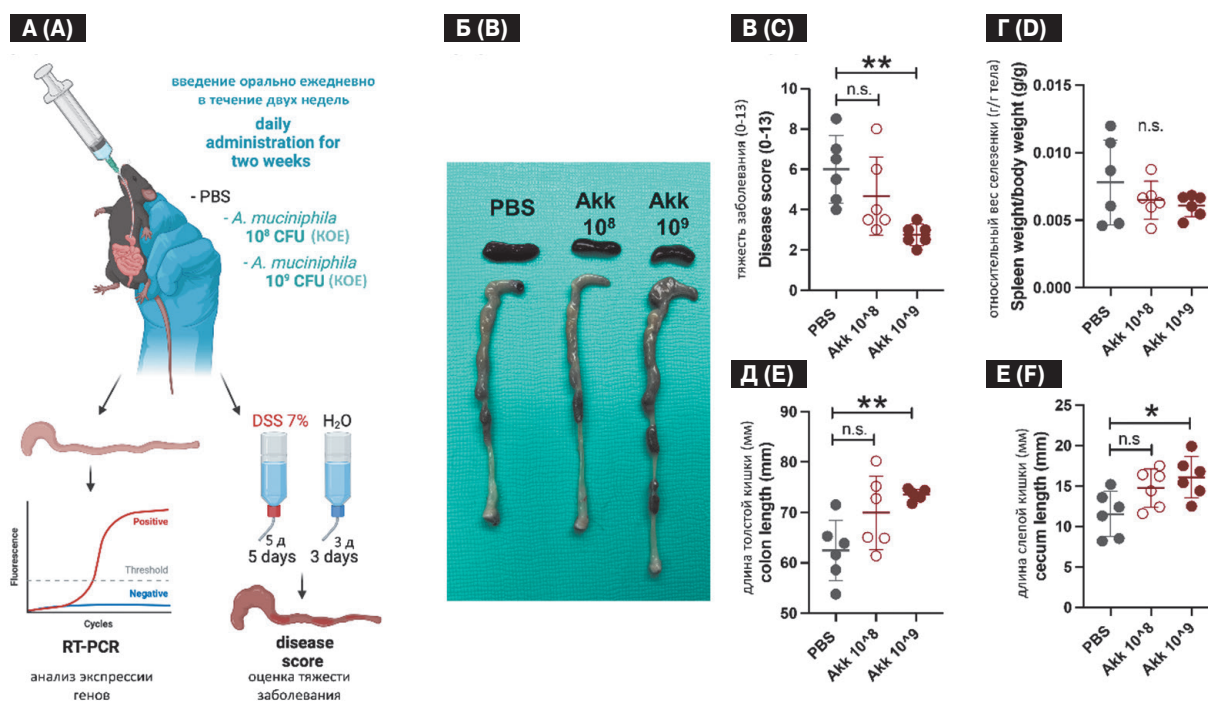 А (A)
введение орально ежедневно
в течение двух недель
daily
administration for
two weeks
- PBS
- A. muciniphila
10⁸ CFU (КОЕ)
- A. muciniphila
10⁹ CFU (КОЕ)
DSS 7%
H₂O
5 д
5 days
3 д
3 days
Fluorescence
Positive
Threshold
Negative
Cycles
RT-PCR
анализ экспрессии
генов
disease
score
оценка тяжести
заболевания
Б (B)
PBS
Akk
10⁸
Akk
10⁹
В (C)
тяжесть заболевания (0-13)
Disease score (0-13)
**
n.s.
10
8
6
4
2
0
PBS
Akk 10^8
Akk 10^9
Г (D)
относительный вес селезенки (г/г тела)
Spleen weight/body weight (g/g)
n.s.
0.015
0.010
0.005
0.000
PBS
Akk 10^8
Akk 10^9
Д (E)
длина толстой кишки (мм)
colon length (mm)
**
n.s.
90
80
70
60
50
PBS
Akk 10^8
Akk 10^9
Е (F)
длина слепой кишки (мм)
cecum length (mm)
*
n.s
25
20
15
10
5
0
PBS
Akk 10^8
Akk 10^9